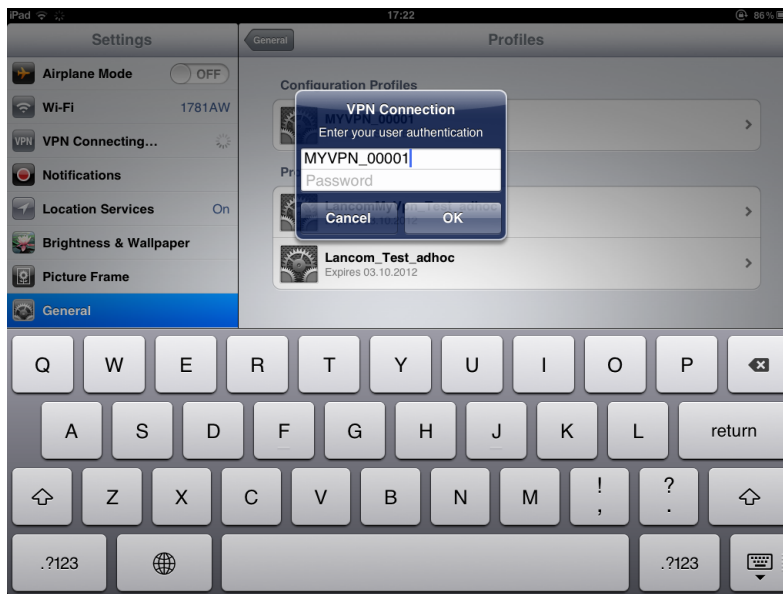 iPad 17:22 86%
Settings
General Profiles
Airplane Mode OFF
Wi-Fi 1781AW
VPN VPN Connecting...
Notifications
Location Services On
Brightness & Wallpaper
Picture Frame
General
Configuration Profiles
MYVPN_00001
VPN Connection
Enter your user authentication
MYVPN_00001
Password
Cancel OK
LancomMyVpn_Test_adhoc
Lancom_Test_adhoc
Expires 03.10.2012
Q W E R T Y U I O P
A S D F G H J K L return
Z X C V B N M ! , ? .
.?123 .?123